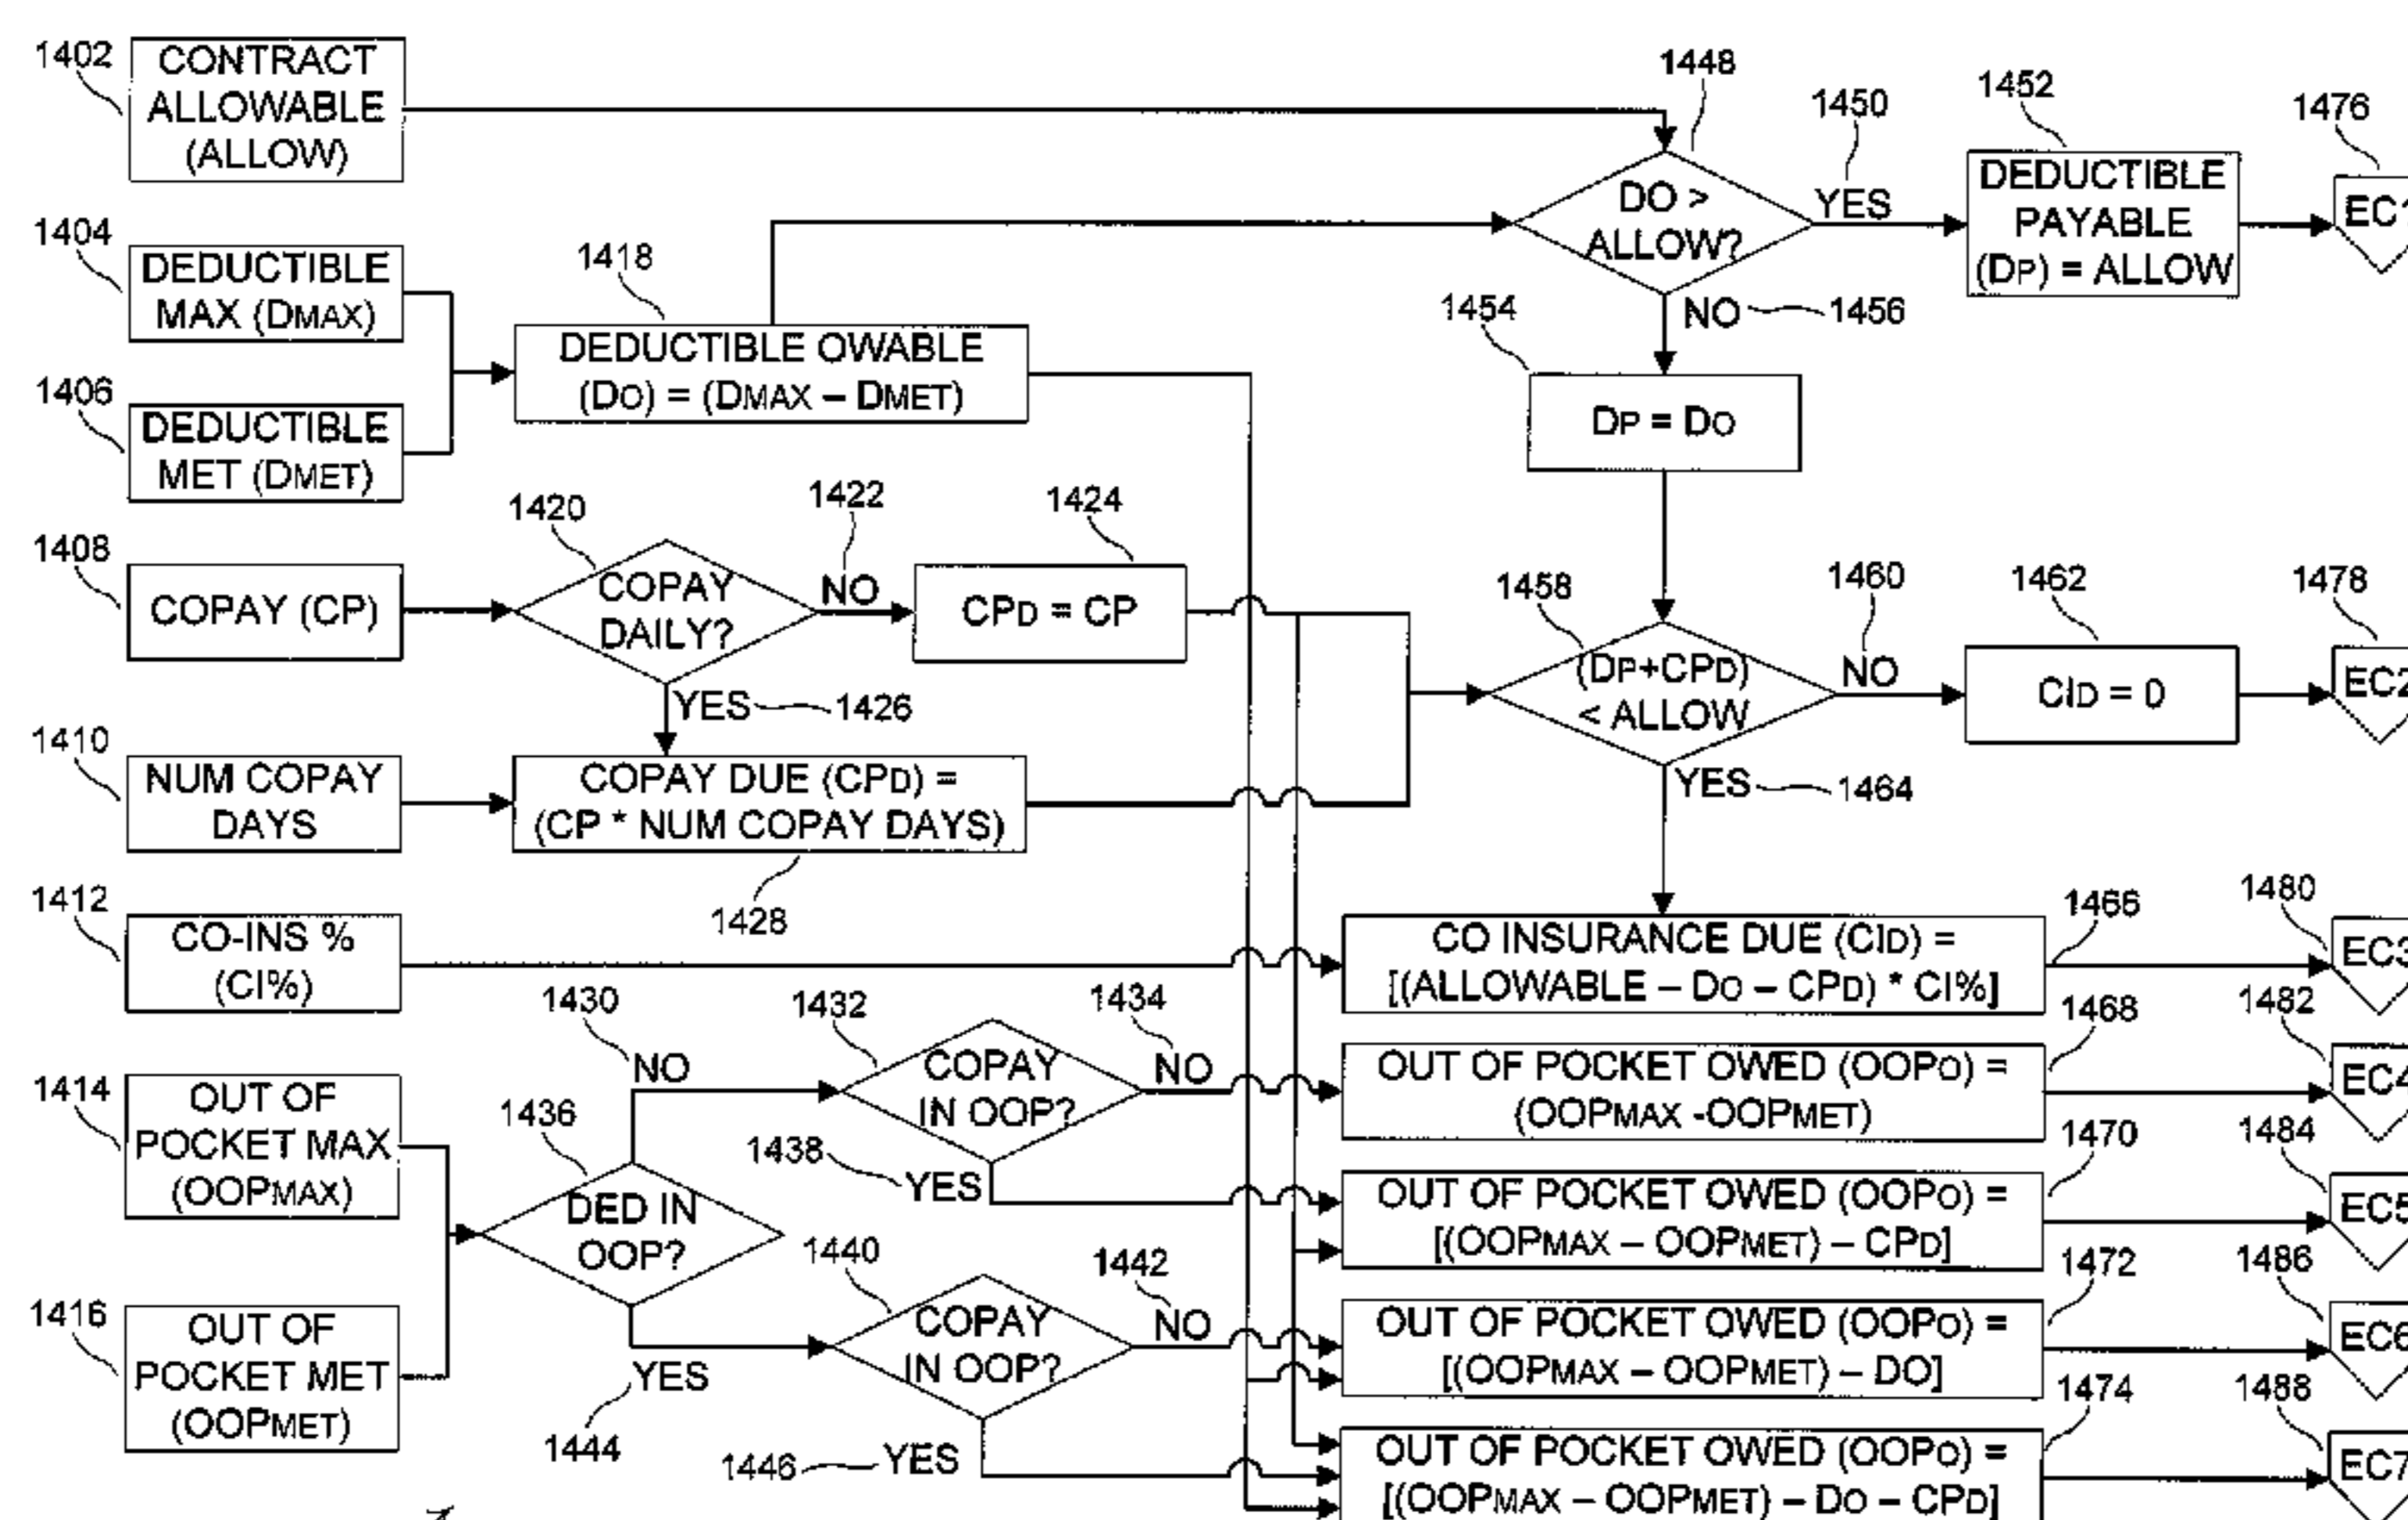 1402
CONTRACT
ALLOWABLE
(ALLOW)
1448
1450
1452
1476
DO >
ALLOW?
YES
DEDUCTIBLE
PAYABLE
(DP) = ALLOW
EC1
1404
DEDUCTIBLE
MAX (DMAX)
1418
DEDUCTIBLE OWABLE
(DO) = (DMAX – DMET)
1454
NO
1456
1406
DEDUCTIBLE
MET (DMET)
DP = DO
1408
COPAY (CP)
1420
COPAY
DAILY?
1422
NO
1424
CPD = CP
1458
(DP+CPD)
< ALLOW
1460
NO
1462
CID = 0
1478
EC2
YES
1426
1410
NUM COPAY
DAYS
COPAY DUE (CPD) =
(CP * NUM COPAY DAYS)
1428
YES
1464
1412
CO-INS %
(CI%)
CO INSURANCE DUE (CID) =
[(ALLOWABLE – DO – CPD) * CI%]
1466
1480
EC3
1430
NO
1432
COPAY
IN OOP?
1434
NO
OUT OF POCKET OWED (OOPO) =
(OOPMAX -OOPMET)
1468
1482
EC4
1414
OUT OF
POCKET MAX
(OOPMAX)
1436
DED IN
OOP?
1438
YES
OUT OF POCKET OWED (OOPO) =
[(OOPMAX – OOPMET) – CPD]
1470
1484
EC5
1416
OUT OF
POCKET MET
(OOPMET)
1440
COPAY
IN OOP?
1442
NO
OUT OF POCKET OWED (OOPO) =
[(OOPMAX – OOPMET) – DO]
1472
1486
EC6
YES
1444
1446
YES
OUT OF POCKET OWED (OOPO) =
[(OOPMAX – OOPMET) – DO – CPD]
1474
1488
EC7